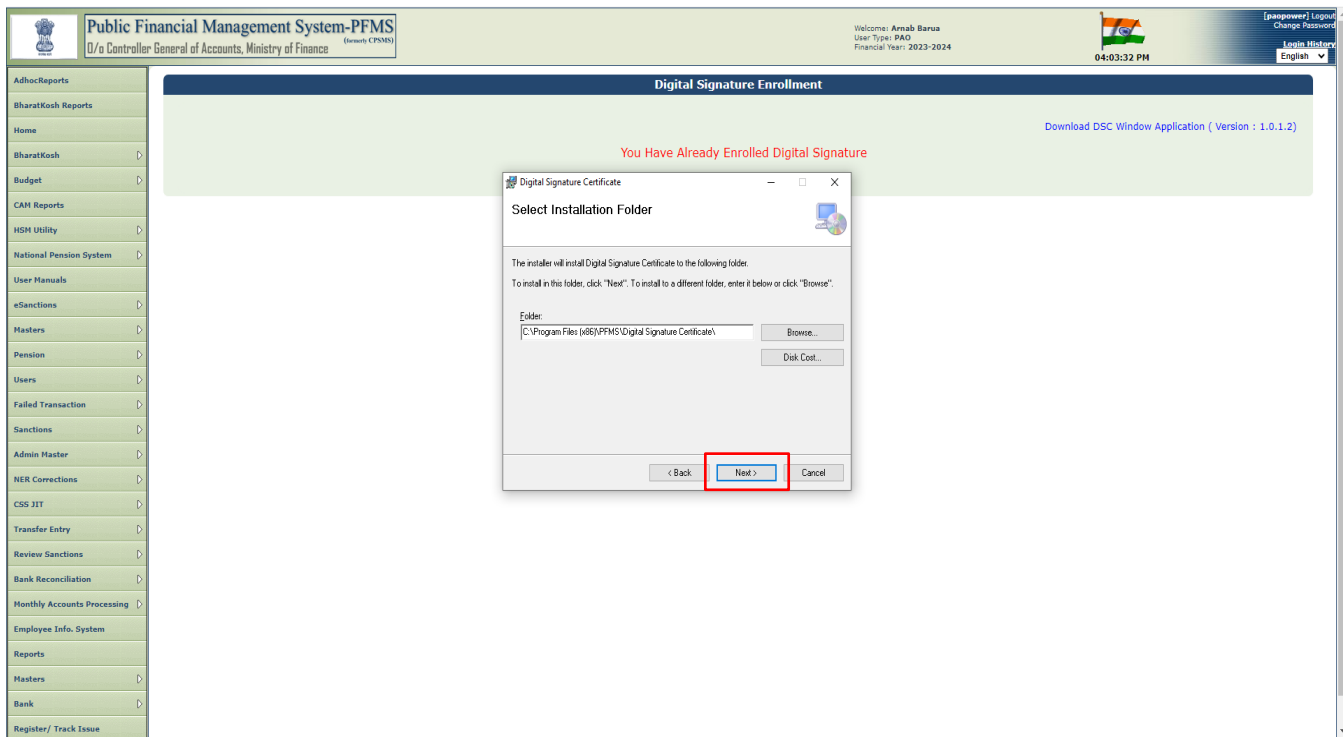 Public Financial Management System-PFMS
(formerly CPSMS)
O/o Controller General of Accounts, Ministry of Finance
Welcome: Arnab Barua
User Type: PAO
Financial Year: 2023-2024
04:03:32 PM
[paopower] Logout
Change Password
Login History
English
AdhocReports
BharatKosh Reports
Home
BharatKosh
Budget
CAM Reports
HSM Utility
National Pension System
User Manuals
eSanctions
Masters
Pension
Users
Failed Transaction
Sanctions
Admin Master
NER Corrections
CSS JIT
Transfer Entry
Review Sanctions
Bank Reconciliation
Monthly Accounts Processing
Employee Info. System
Reports
Masters
Bank
Register/ Track Issue
Digital Signature Enrollment
Download DSC Window Application ( Version : 1.0.1.2)
You Have Already Enrolled Digital Signature
Digital Signature Certificate
Select Installation Folder
The installer will install Digital Signature Certificate to the following folder.
To install in this folder, click "Next". To install to a different folder, enter it below or click "Browse".
Folder:
C:\Program Files (x86)\PFMS\Digital Signature Certificate\
Browse...
Disk Cost...
< Back
Next >
Cancel